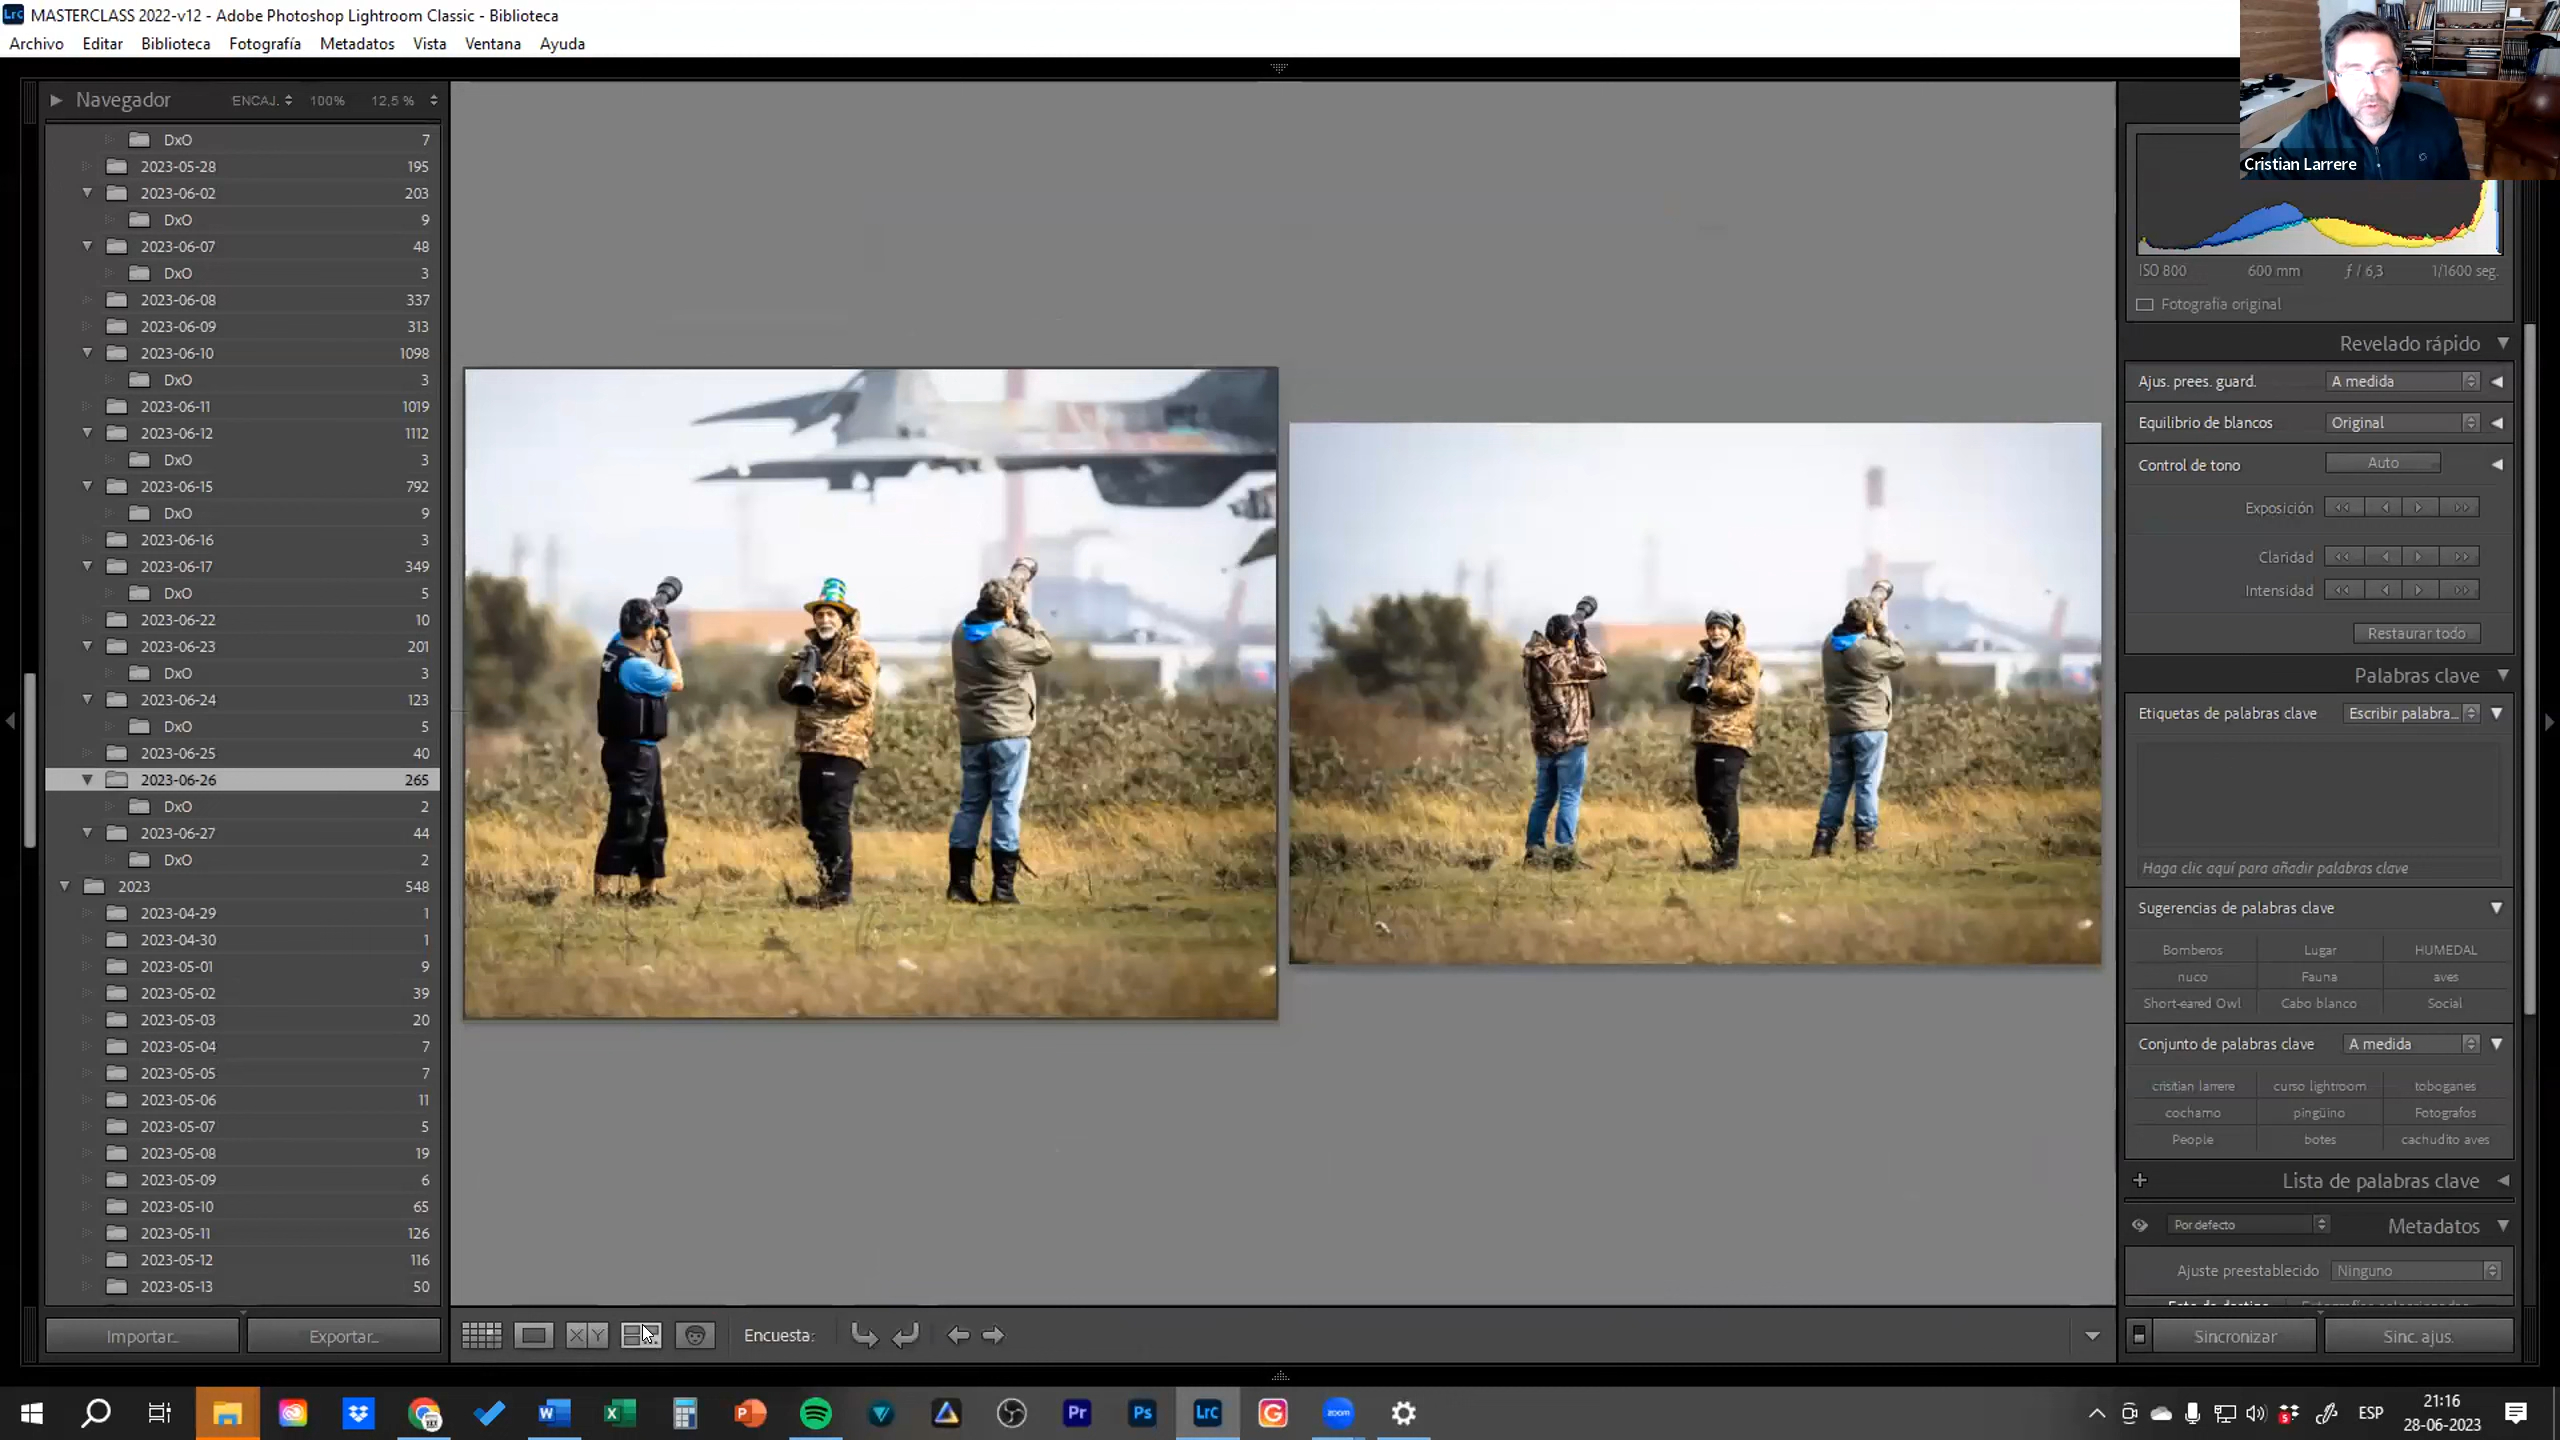 MASTERCLASS 2022-v12 - Adobe Photoshop Lightroom Classic - Biblioteca
Archivo Editar Biblioteca Fotografía Metadatos Vista Ventana Ayuda
Navegador ENCAJ. 100% 12,5 %
DxO 7
2023-05-28 195
2023-06-02 203
DxO 9
2023-06-07 48
DxO 3
2023-06-08 337
2023-06-09 313
2023-06-10 1098
DxO 3
2023-06-11 1019
2023-06-12 1112
DxO 3
2023-06-15 792
DxO 9
2023-06-16 3
2023-06-17 349
DxO 5
2023-06-22 10
2023-06-23 201
DxO 3
2023-06-24 123
DxO 5
2023-06-25 40
2023-06-26 265
DxO 2
2023-06-27 44
DxO 2
2023 548
2023-04-29 1
2023-04-30 1
2023-05-01 9
2023-05-02 39
2023-05-03 20
2023-05-04 7
2023-05-05 7
2023-05-06 11
2023-05-07 5
2023-05-08 19
2023-05-09 6
2023-05-10 65
2023-05-11 126
2023-05-12 116
2023-05-13 50
Importar... Exportar...
XY Encuesta:
Cristian Larrere
ISO 800 600 mm ƒ / 6,3 1/1600 seg.
Fotografía original
Revelado rápido
Ajus. prees. guard. A medida
Equilibrio de blancos Original
Control de tono Auto
Exposición
Claridad
Intensidad
Restaurar todo
Palabras clave
Etiquetas de palabras clave Escribir palabra...
Haga clic aquí para añadir palabras clave
Sugerencias de palabras clave
Bomberos Lugar HUMEDAL
nuco Fauna aves
Short-eared Owl Cabo blanco Social
Conjunto de palabras clave A medida
crisitian larrere curso lightroom toboganes
cochamo pingüino Fotografos
People botes cachudito aves
Lista de palabras clave
Por defecto Metadatos
Ajuste preestablecido Ninguno
Sincronizar Sinc. ajus.
Pr Ps LrC zoom
ESP 21:16
28-06-2023